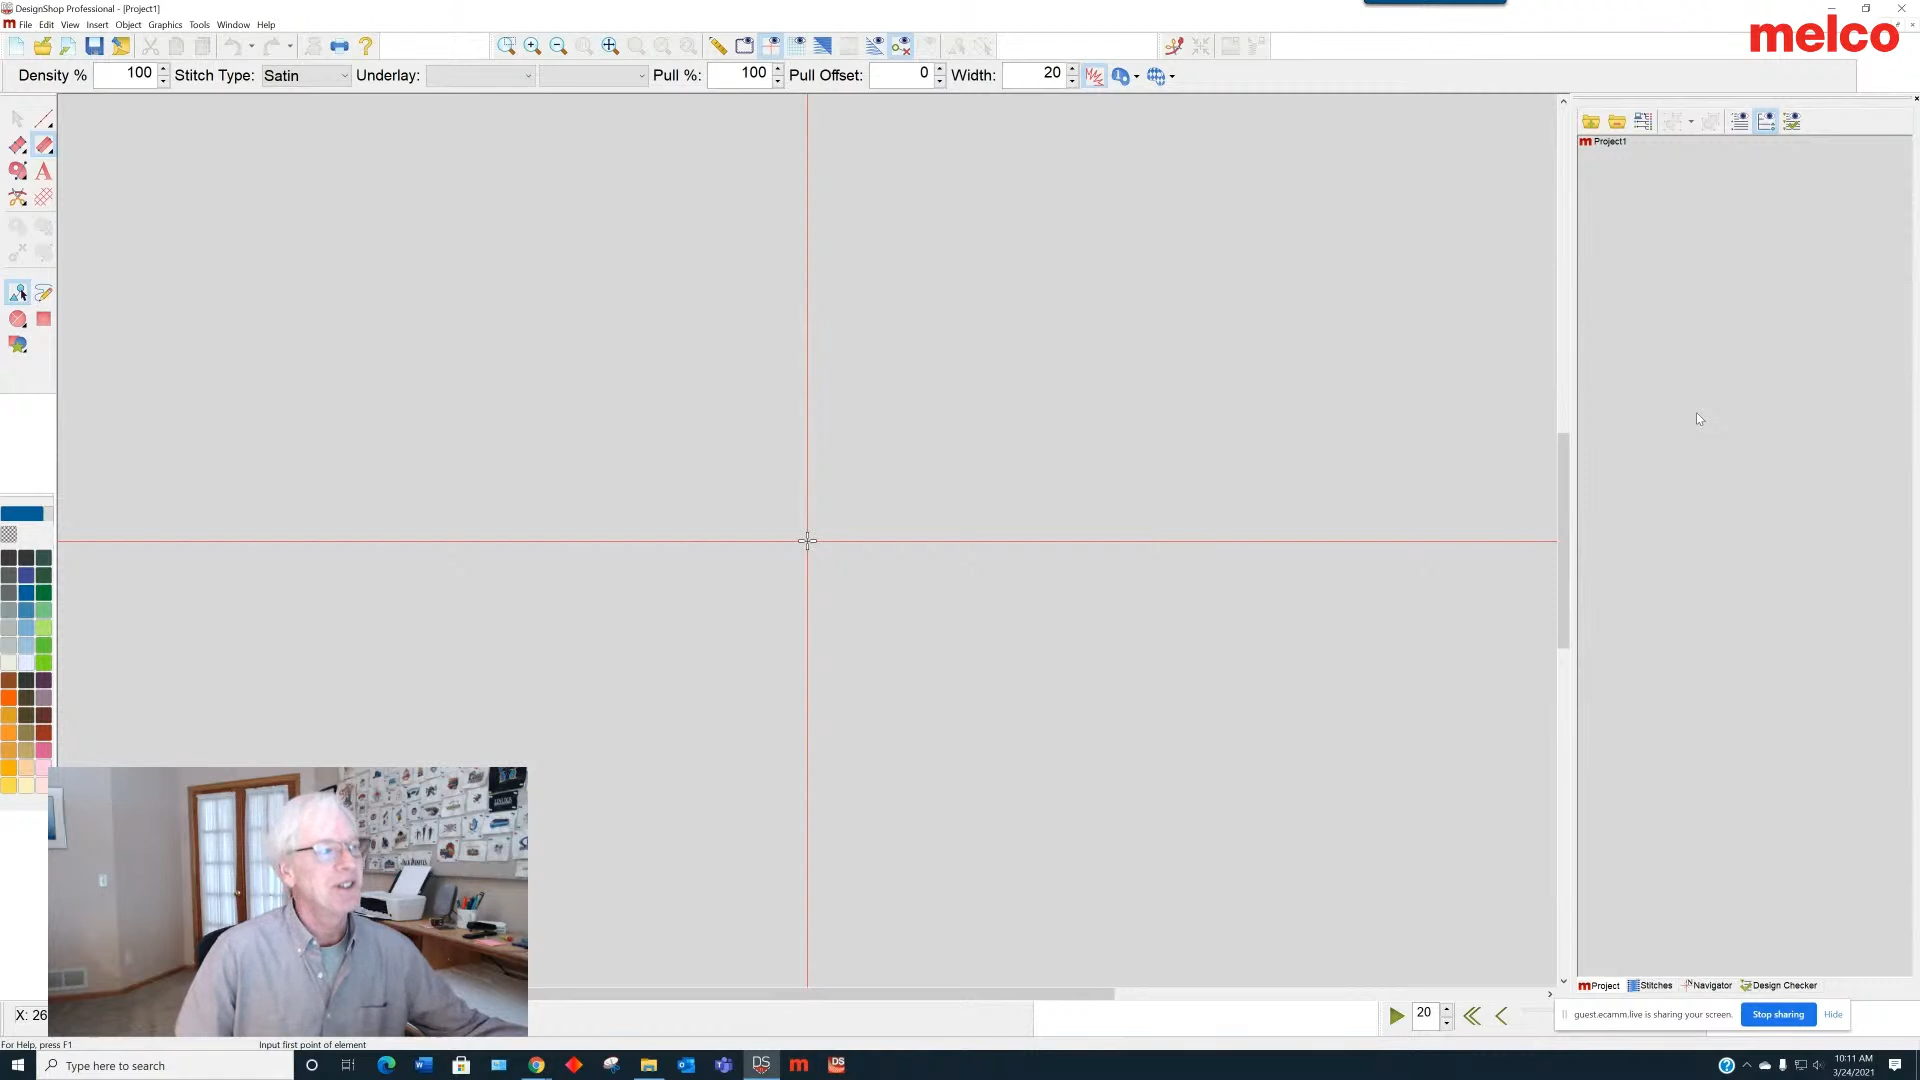 DesignShop Professional - [Project1]
File Edit View Insert Object Graphics Tools Window Help
melco
Density % 100 Stitch Type: Satin Underlay: Pull %: 100 Pull Offset: 0 Width: 20
Project1
JACK DANIEL'S
Project Stitches Navigator Design Checker
X: 26
20
guest.ecamm.live is sharing your screen. Stop sharing Hide
For Help, press F1 Input first point of element
Type here to search
10:11 AM
3/24/2021